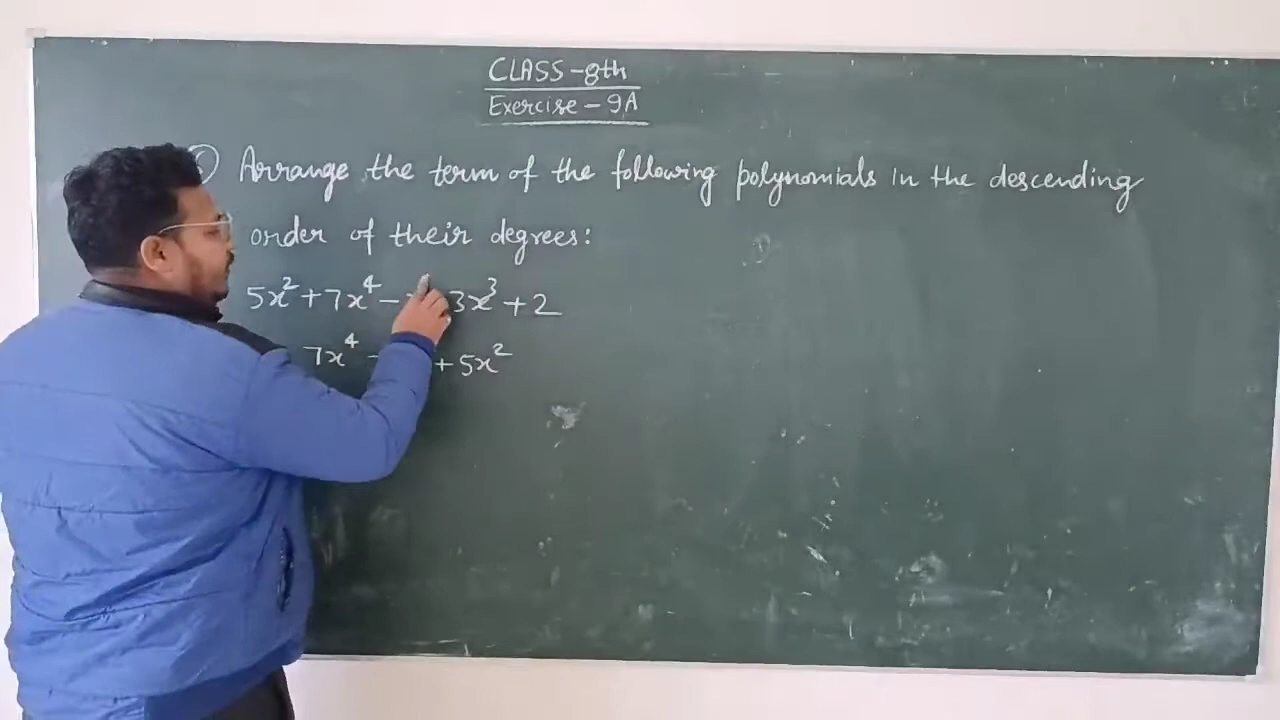 CLASS-8th
Exercise - 9A
Arrange the term of the following polynomials in the descending
order of their degrees:
5x² + 7x⁴ - 3x³ + 2
7x⁴ - + 5x²